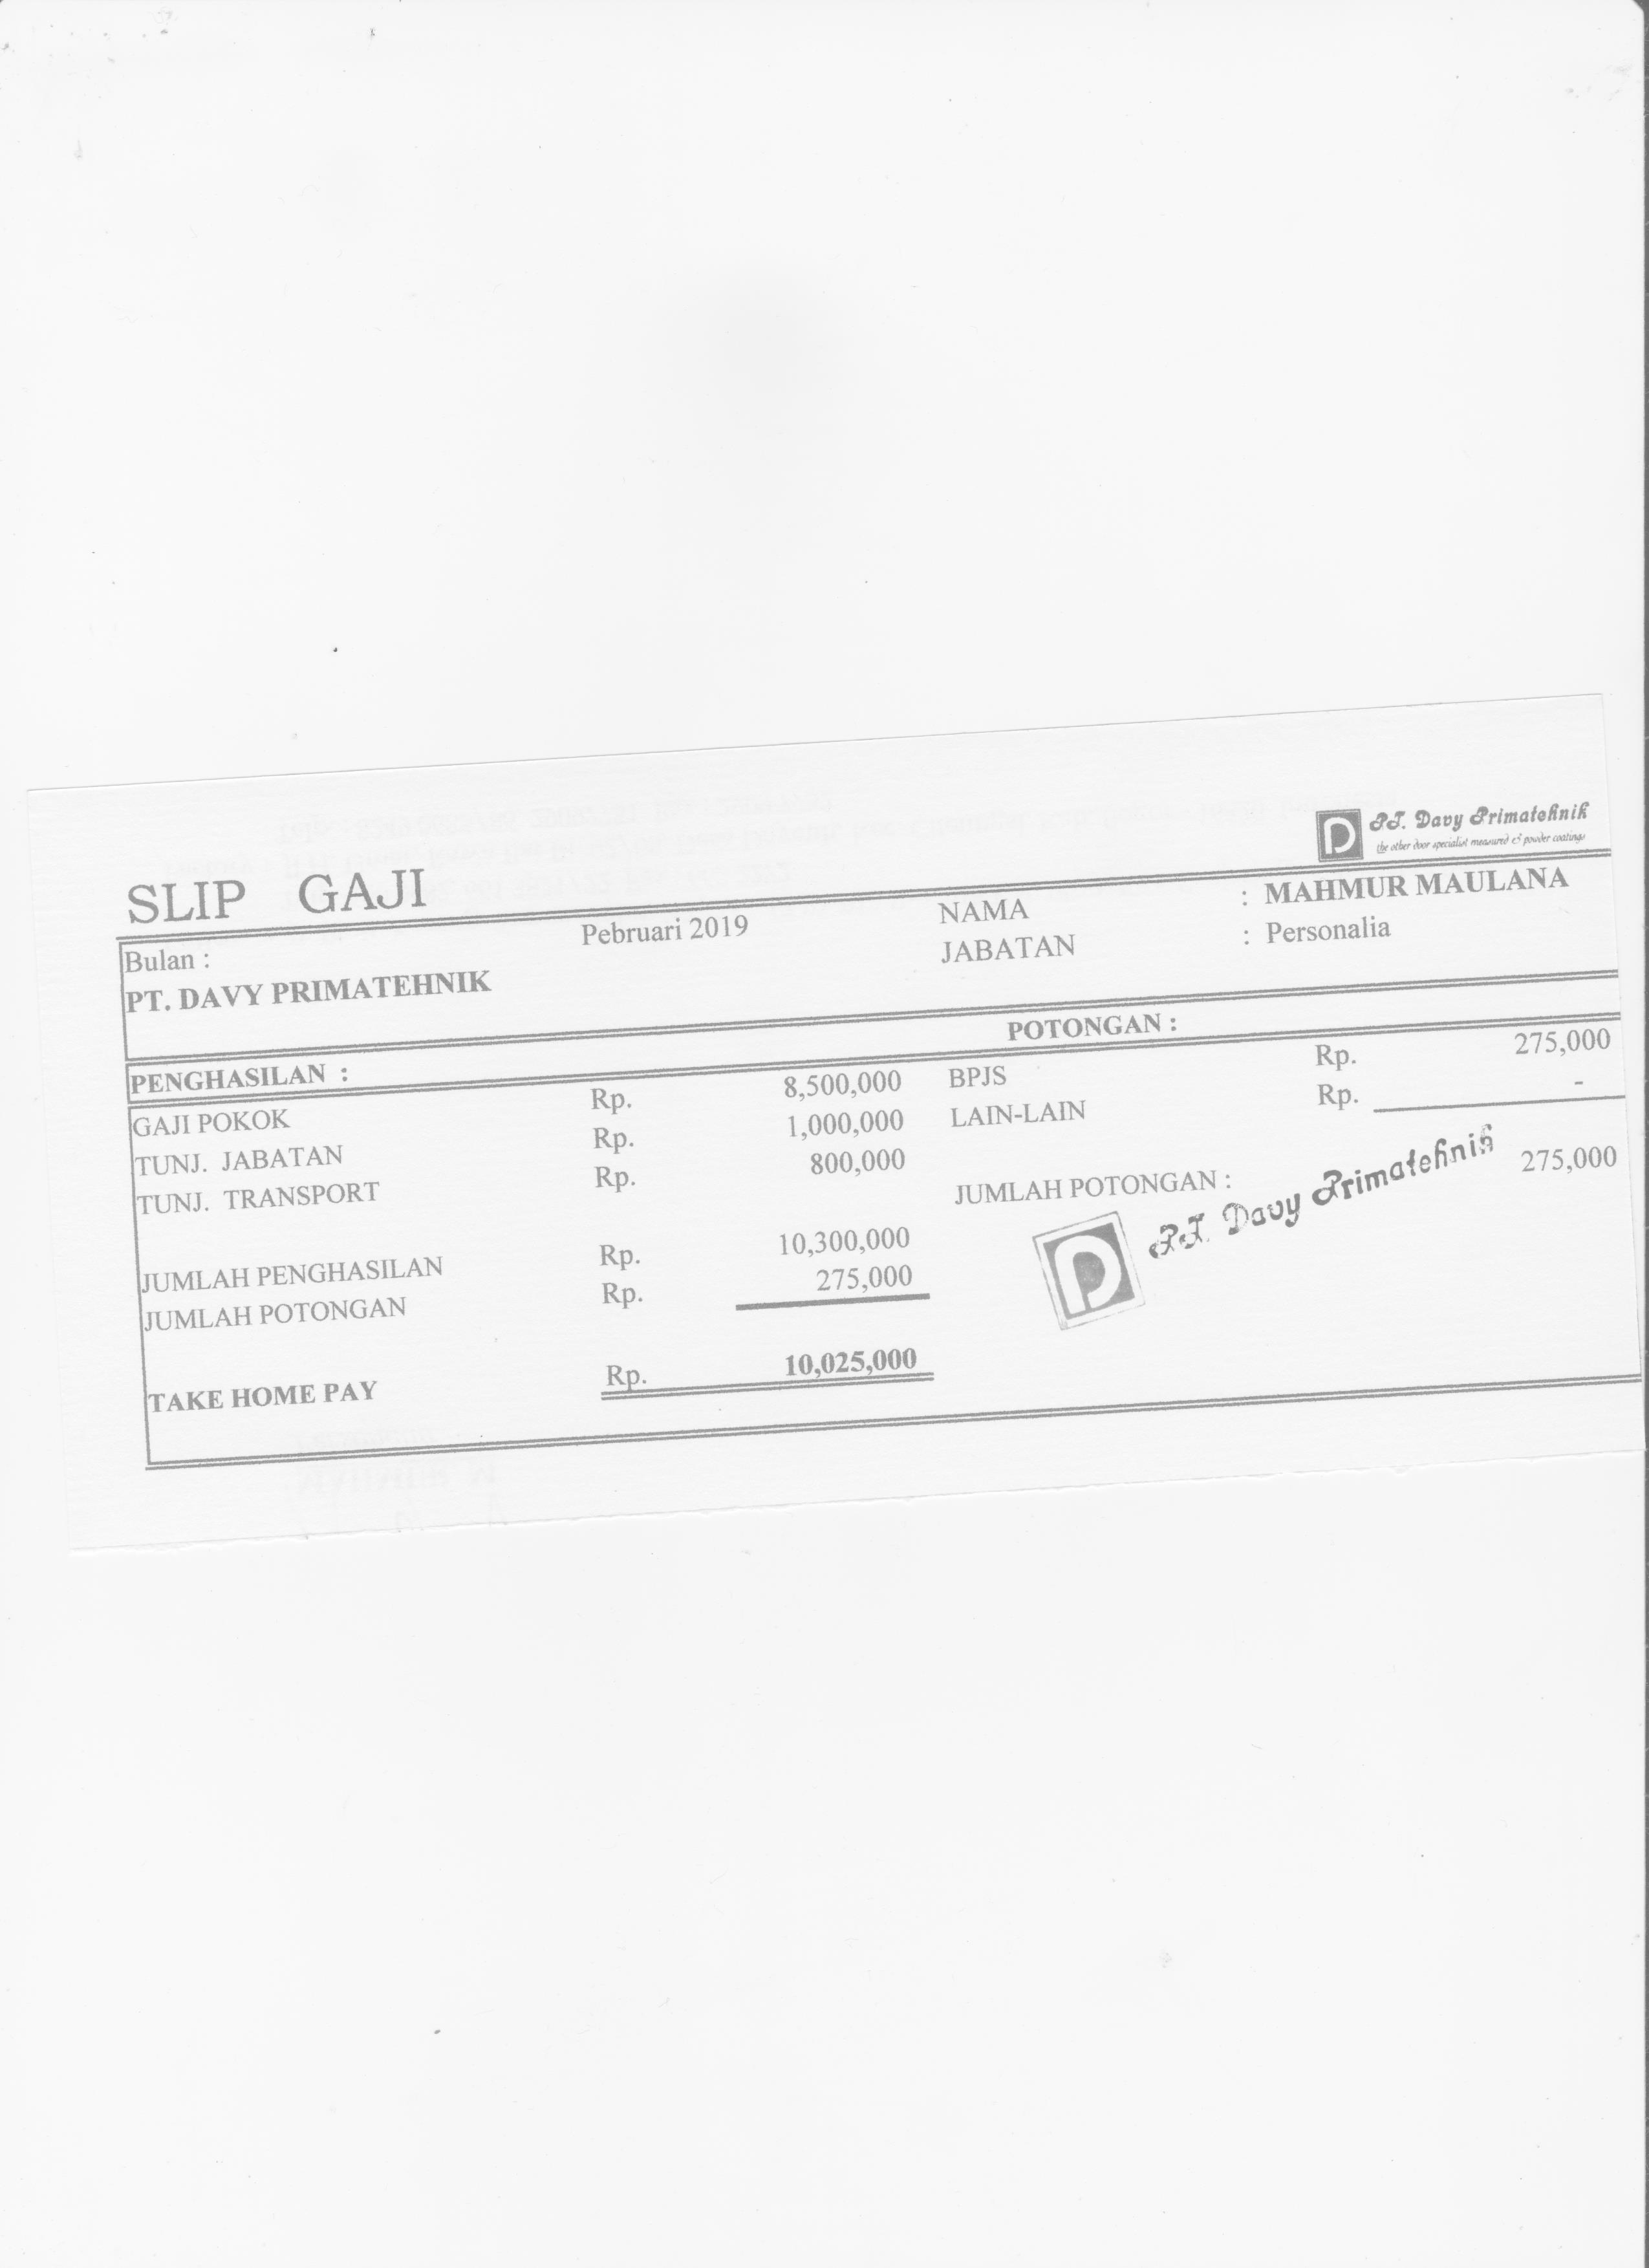 PT. Davy Primatehnik
the other door specialist measured & powder coatings
SLIP GAJI
Bulan : Pebruari 2019 NAMA : MAHMUR MAULANA
PT. DAVY PRIMATEHNIK JABATAN : Personalia
PENGHASILAN : POTONGAN :
GAJI POKOK Rp. 8,500,000 BPJS Rp. 275,000
TUNJ. JABATAN Rp. 1,000,000 LAIN-LAIN Rp. -
TUNJ. TRANSPORT Rp. 800,000
JUMLAH POTONGAN : 275,000
JUMLAH PENGHASILAN Rp. 10,300,000
JUMLAH POTONGAN Rp. 275,000
PT. Davy Primatehnik
TAKE HOME PAY Rp. 10,025,000